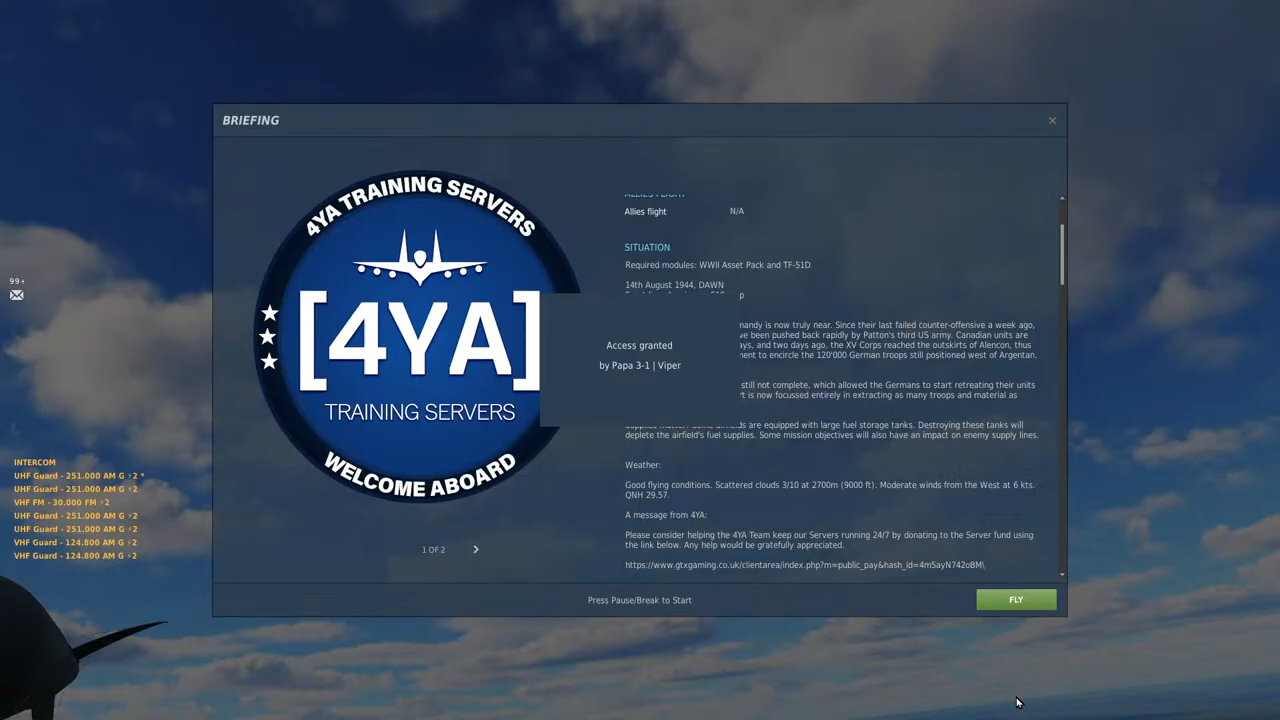 BRIEFING
4YA TRAINING SERVERS
[4YA]
TRAINING SERVERS
WELCOME ABOARD
1 OF 2
ALLIES FLIGHT
Allies flight N/A
SITUATION
Required modules: WWII Asset Pack and TF-51D
14th August 1944, DAWN
mandy is now truly near. Since their last failed counter-offensive a week ago,
ve been pushed back rapidly by Patton's third US army. Canadian units are
ys, and two days ago, the XV Corps reached the outskirts of Alencon, thus
ment to encircle the 120'000 German troops still positioned west of Argentan.
still not complete, which allowed the Germans to start retreating their units
rt is now focussed entirely in extracting as many troops and material as
Supplies matter: Some airfields are equipped with large fuel storage tanks. Destroying these tanks will
deplete the airfield's fuel supplies. Some mission objectives will also have an impact on enemy supply lines.
Weather:
Good flying conditions. Scattered clouds 3/10 at 2700m (9000 ft). Moderate winds from the West at 6 kts.
QNH 29.57.
A message from 4YA:
Please consider helping the 4YA Team keep our Servers running 24/7 by donating to the Server fund using
the link below. Any help would be gratefully appreciated.
https://www.gtxgaming.co.uk/clientarea/index.php?m=public_pay&hash_id=4m5ayN742oBM\
Access granted
by Papa 3-1 | Viper
Press Pause/Break to Start
FLY
99+
INTERCOM
UHF Guard - 251.000 AM G ⚡2 *
UHF Guard - 251.000 AM G ⚡2
VHF FM - 30.000 FM ⚡2
UHF Guard - 251.000 AM G ⚡2
UHF Guard - 251.000 AM G ⚡2
VHF Guard - 124.800 AM G ⚡2
VHF Guard - 124.800 AM G ⚡2